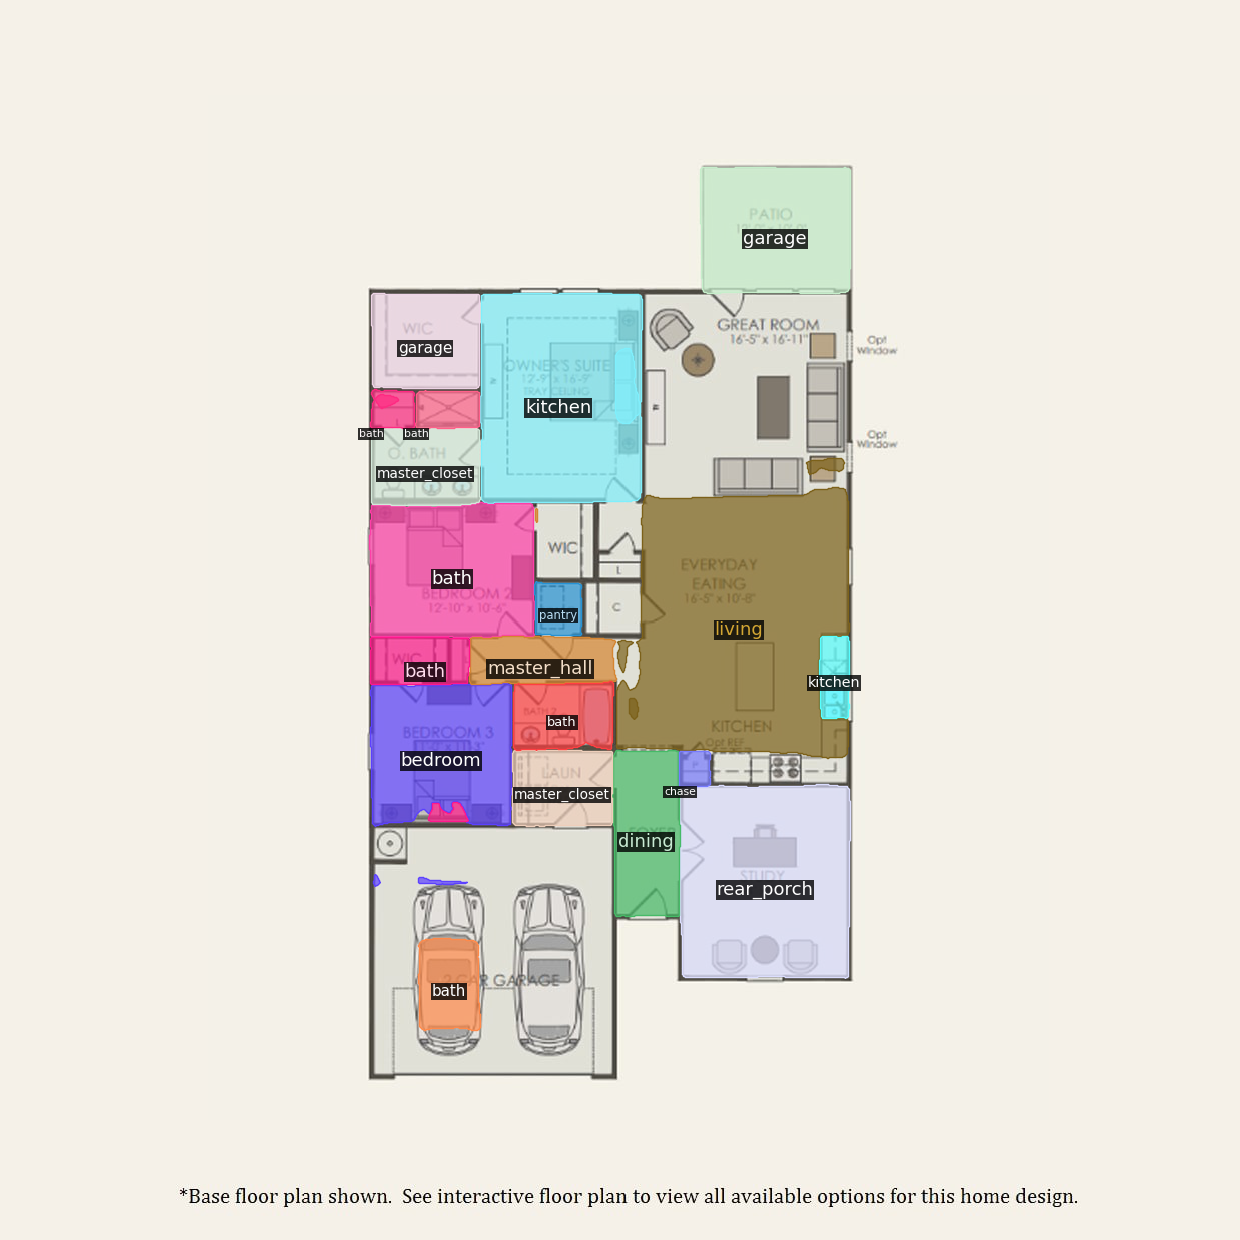 PATIO
garage
GREAT ROOM
16'-5" x 16'-11"
Opt
Window
WIC
garage
OWNER'S SUITE
12'-9" x 16'-9"
TRAY CEILING
kitchen
bath
bath
Opt
Window
O. BATH
master_closet
WIC
L
EVERYDAY
EATING
16'-5" x 10'-8"
bath
BEDROOM 2
12'-10" x 10'-6"
pantry
C
living
WIC
bath
master_hall
kitchen
BATH 2
bath
KITCHEN
Opt REF
BEDROOM 3
bedroom
LAUN
master_closet
P
chase
dining
STUDY
rear_porch
2 CAR GARAGE
bath
*Base floor plan shown.  See interactive floor plan to view all available options for this home design.